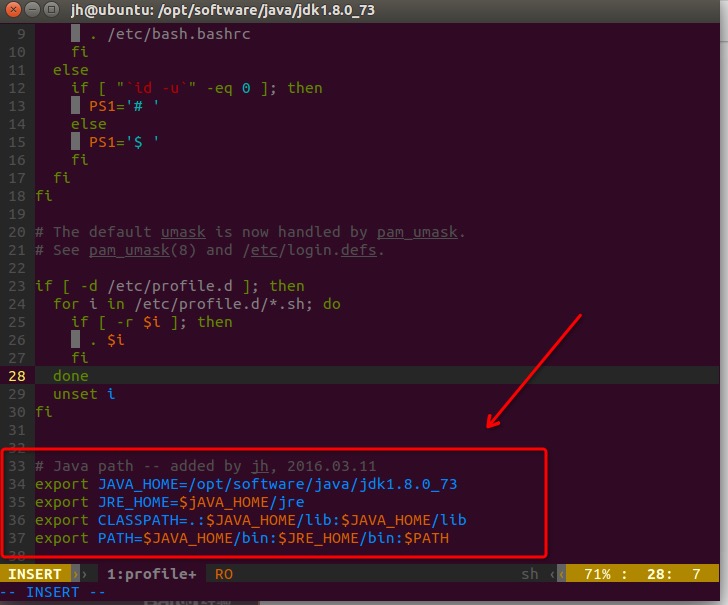 jh@ubuntu: /opt/software/java/jdk1.8.0_73
9 . /etc/bash.bashrc
10 fi
11 else
12 if [ "`id -u`" -eq 0 ]; then
13 PS1='# '
14 else
15 PS1='$ '
16 fi
17 fi
18 fi
19
20 # The default umask is now handled by pam_umask.
21 # See pam_umask(8) and /etc/login.defs.
22
23 if [ -d /etc/profile.d ]; then
24 for i in /etc/profile.d/*.sh; do
25 if [ -r $i ]; then
26 . $i
27 fi
28 done
29 unset i
30 fi
31
32
33 # Java path -- added by jh, 2016.03.11
34 export JAVA_HOME=/opt/software/java/jdk1.8.0_73
35 export JRE_HOME=$jAVA_HOME/jre
36 export CLASSPATH=.:$JAVA_HOME/lib:$JAVA_HOME/lib
37 export PATH=$JAVA_HOME/bin:$JRE_HOME/bin:$PATH
38
INSERT 1:profile+ RO sh 71% : 28: 7
-- INSERT --